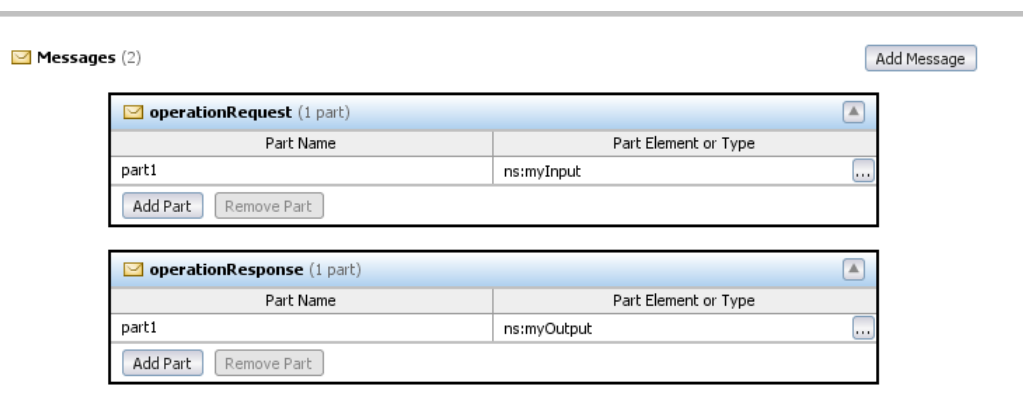 Messages (2)
Add Message
operationRequest (1 part)
Part Name
Part Element or Type
part1
ns:myInput
...
Add Part
Remove Part
operationResponse (1 part)
Part Name
Part Element or Type
part1
ns:myOutput
...
Add Part
Remove Part